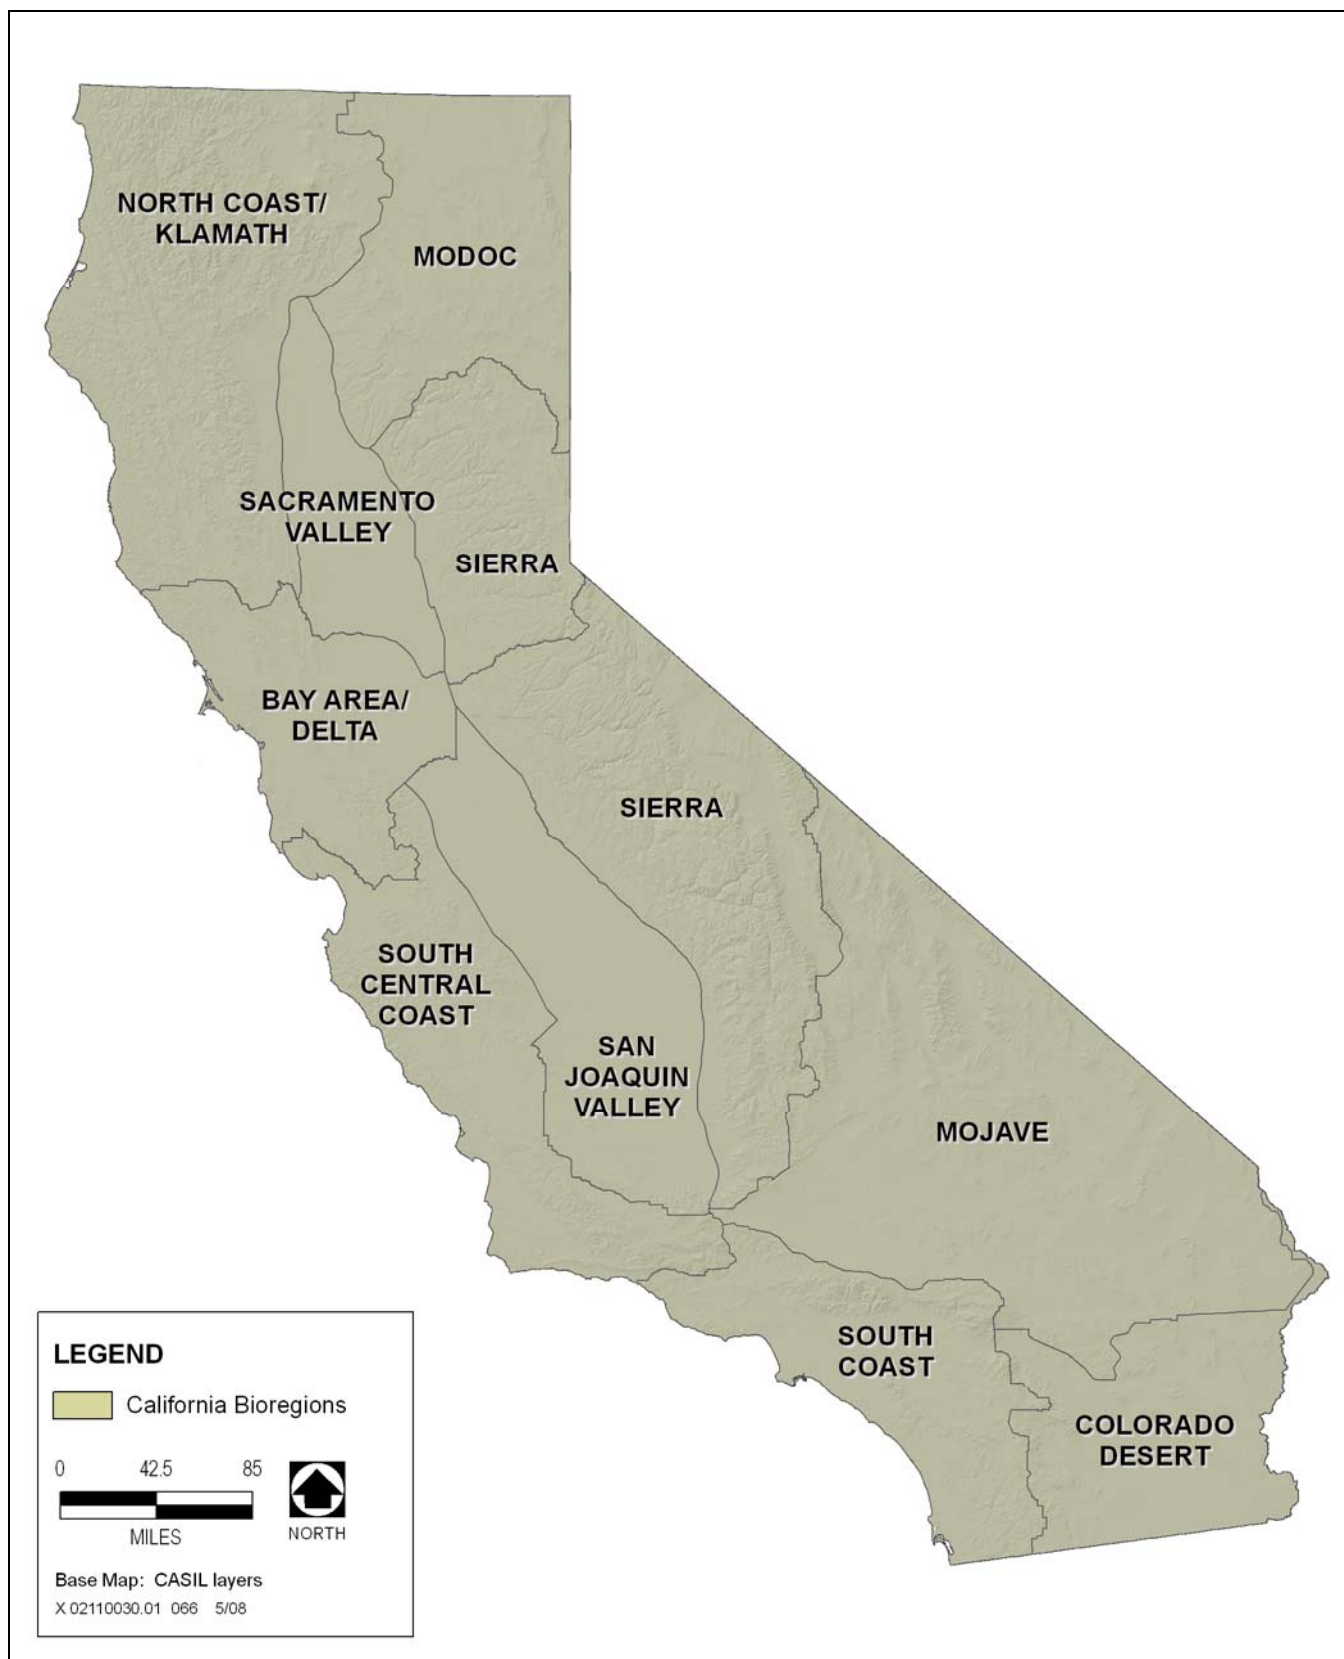 NORTH COAST/
KLAMATH
MODOC
SACRAMENTO
VALLEY
SIERRA
BAY AREA/
DELTA
SIERRA
SOUTH
CENTRAL
COAST
SAN
JOAQUIN
VALLEY
MOJAVE
SOUTH
COAST
COLORADO
DESERT
LEGEND
California Bioregions
0 42.5 85
MILES
NORTH
Base Map: CASIL layers
X 02110030.01 066 5/08